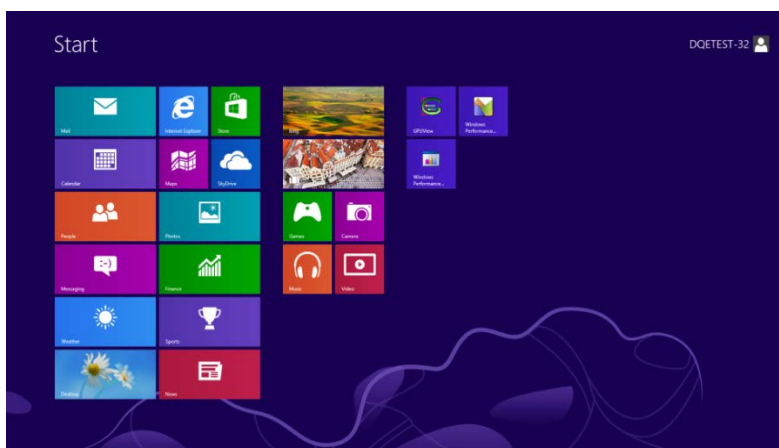 Start
DQETEST-32
Mail
Internet Explorer
Store
Bing
GPUView
Windows
Performance...
Calendar
Maps
SkyDrive
Windows
Performance...
People
Photos
Games
Camera
Messaging
Finance
Music
Video
Weather
Sports
Desktop
News